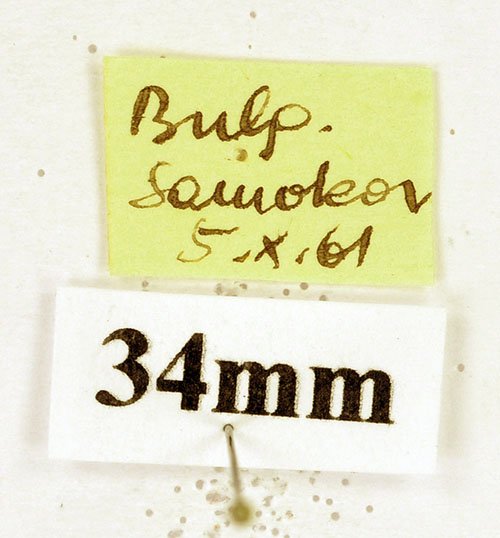 Bulg.
Samokov
5.X.61
34mm